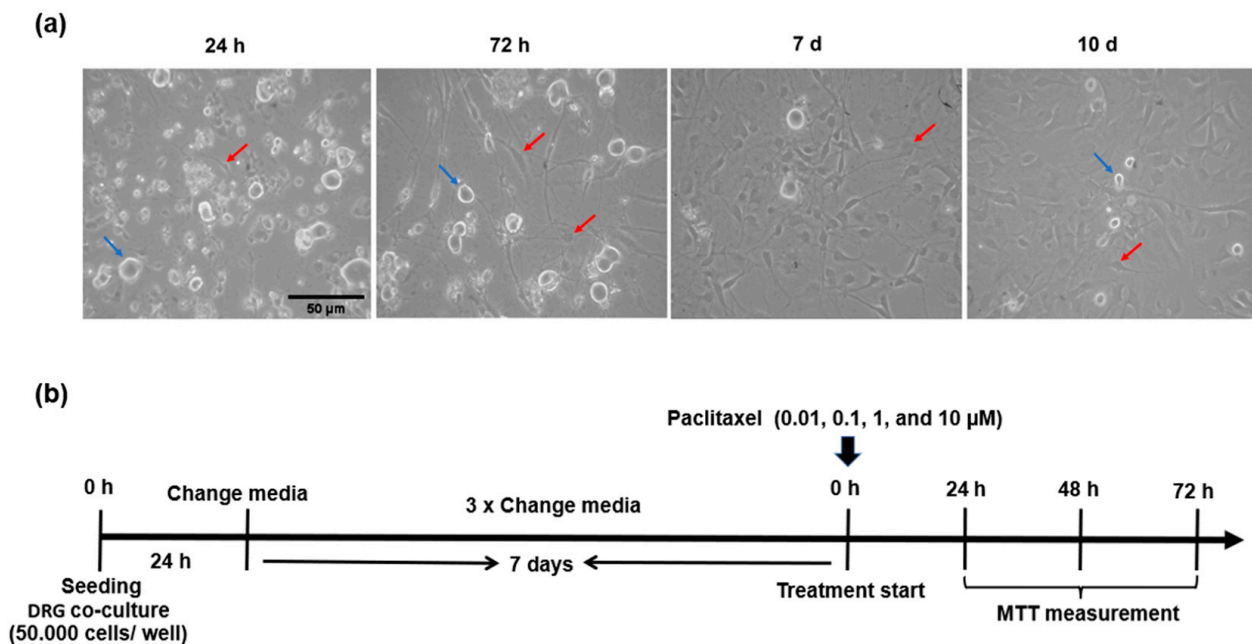 (a)
24 h
72 h
7 d
10 d
50 µm
(b)
Paclitaxel (0.01, 0.1, 1, and 10 µM)
0 h
Change media
3 x Change media
0 h
24 h
48 h
72 h
24 h
7 days
Seeding
DRG co-culture
(50.000 cells/ well)
Treatment start
MTT measurement